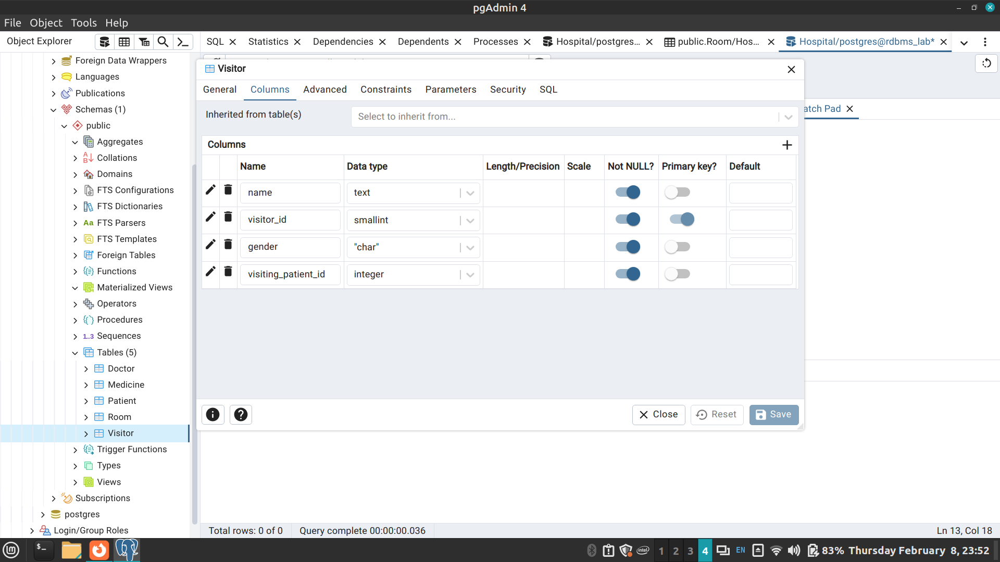 pgAdmin 4
File Object Tools Help
Object Explorer
SQL Statistics Dependencies Dependents Processes Hospital/postgres... public.Room/Hos... Hospital/postgres@rdbms_lab*
Foreign Data Wrappers
Languages
Publications
Schemas (1)
public
Aggregates
Collations
Domains
FTS Configurations
FTS Dictionaries
Aa FTS Parsers
FTS Templates
Foreign Tables
Functions
Materialized Views
Operators
Procedures
1..3 Sequences
Tables (5)
Doctor
Medicine
Patient
Room
Visitor
Trigger Functions
Types
Views
Subscriptions
postgres
Login/Group Roles
Visitor
General Columns Advanced Constraints Parameters Security SQL
Inherited from table(s) Select to inherit from...
Columns
Name Data type Length/Precision Scale Not NULL? Primary key? Default
name text
visitor_id smallint
gender "char"
visiting_patient_id integer
Close Reset Save
atch Pad
Total rows: 0 of 0 Query complete 00:00:00.036 Ln 13, Col 18
$_ intel 1 2 3 4 EN 83% Thursday February 8, 23:52